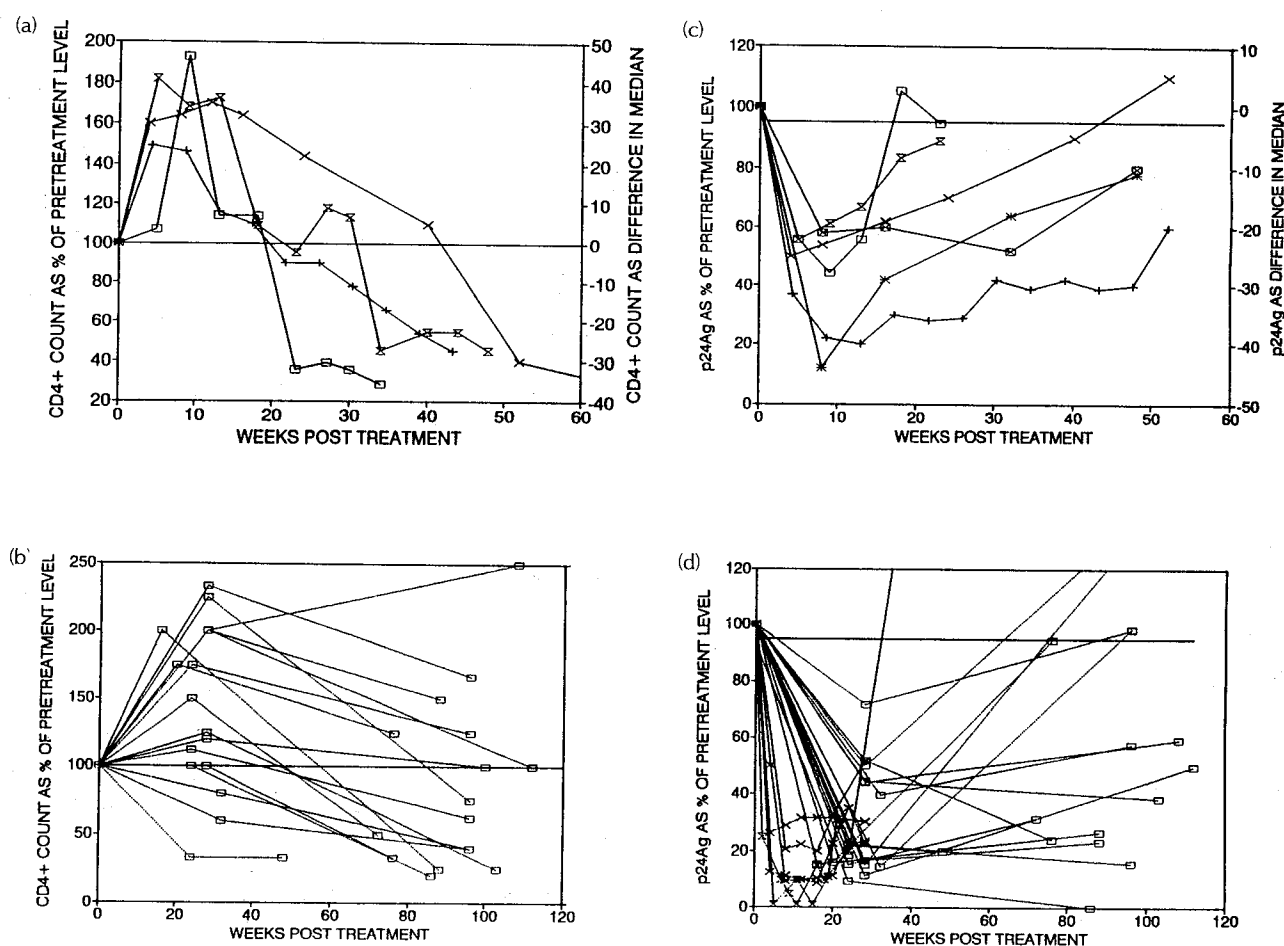 (a)
CD4+ COUNT AS % OF PRETREATMENT LEVEL
200
180
160
140
120
100
80
60
40
20
0 10 20 30 40 50 60
WEEKS POST TREATMENT
50
40
30
20
10
0
-10
-20
-30
-40
CD4+ COUNT AS DIFFERENCE IN MEDIAN
(c)
p24Ag AS % OF PRETREATMENT LEVEL
120
100
80
60
40
20
0
0 10 20 30 40 50 60
WEEKS POST TREATMENT
10
0
-10
-20
-30
-40
-50
p24Ag AS DIFFERENCE IN MEDIAN
(b)
CD4+ COUNT AS % OF PRETREATMENT LEVEL
250
200
150
100
50
0
0 20 40 60 80 100 120
WEEKS POST TREATMENT
(d)
p24Ag AS % OF PRETREATMENT LEVEL
120
100
80
60
40
20
0
0 20 40 60 80 100 120
WEEKS POST TREATMENT